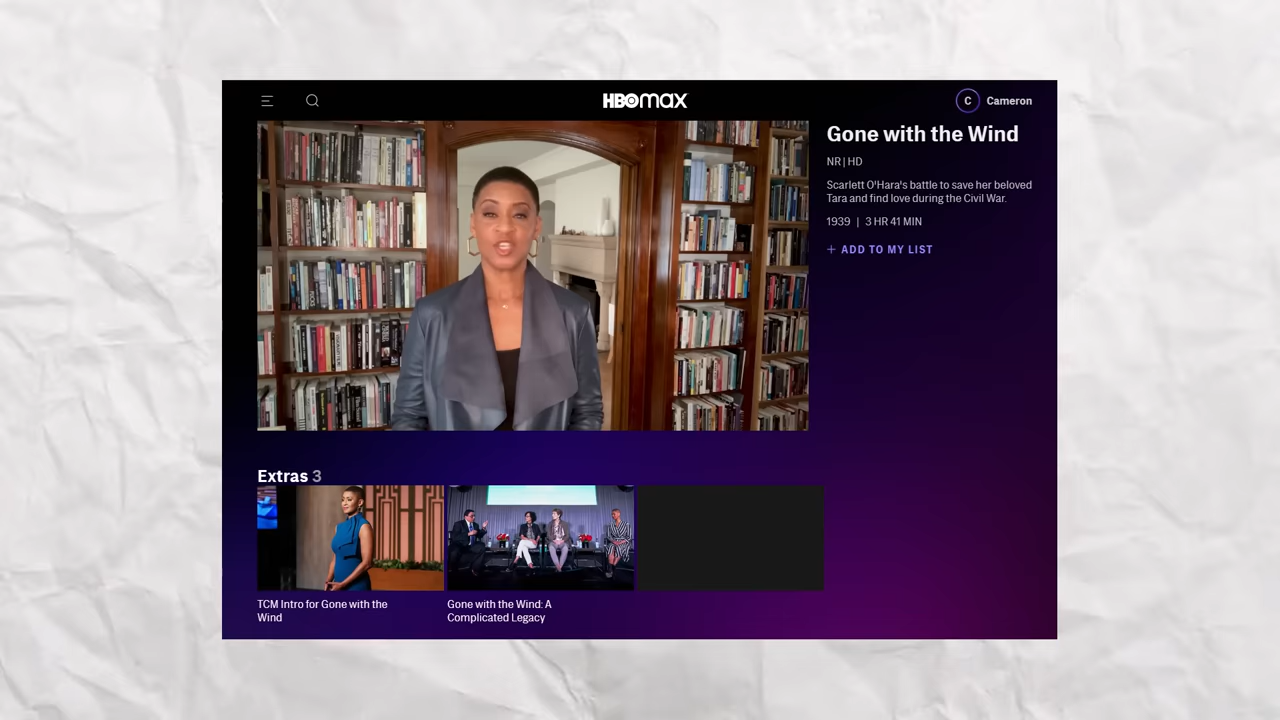 HBOMAX
C Cameron
Gone with the Wind
NR | HD
Scarlett O'Hara's battle to save her beloved
Tara and find love during the Civil War.
1939 | 3 HR 41 MIN
+ ADD TO MY LIST
Extras 3
TCM Intro for Gone with the
Wind
Gone with the Wind: A
Complicated Legacy